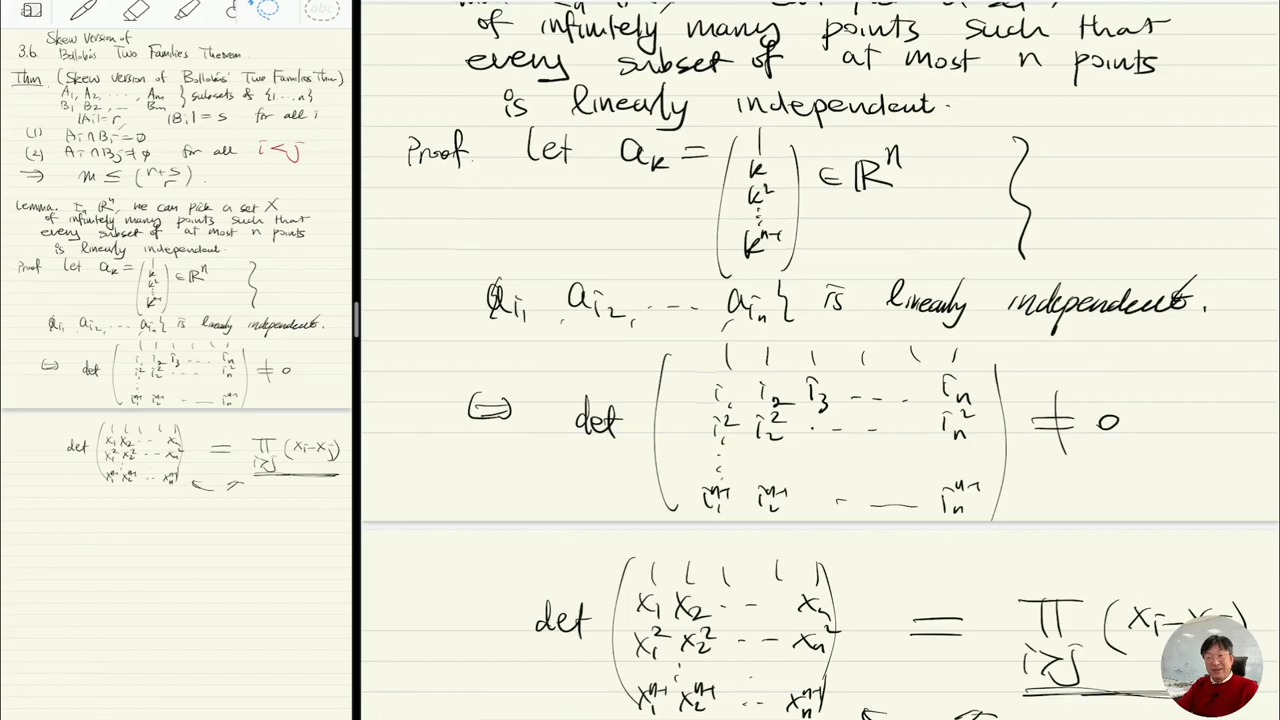 abc
Skew version of
3.6 Bollobás Two Families Theorem.
Thm (Skew version of Bollobás' Two Families Thm)
A₁, A₂, ..., Am } subsets of {1...n}
B₁, B₂, ... Bm
|Ai|=r, |Bi|=s for all i
(1) Ai∩Bi=∅
(2) Ai∩Bj≠∅ for all i<j
⇒ m ≤ (r+s r).
Lemma. In ℝⁿ, we can pick a set X
of infinitely many points such that
every subset of at most n points
is linearly independent.
Proof Let aₖ = (1 k k² ⋮ kⁿ⁻¹) ∈ ℝⁿ }
ai₁, ai₂, ... aiₙ} is linearly independent.
⇔ det (1 1 1 1 1 1
i₁ i₂ i₃ iₙ
i₁² i₂² ... iₙ²
⋮
i₁ⁿ⁻¹ i₂ⁿ⁻¹ .. — iₙⁿ⁻¹) ≠ 0
det (1 1 1 1 1
x₁ x₂ .. xₙ
x₁² x₂² ... xₙ²
⋮
x₁ⁿ⁻¹ x₂ⁿ⁻¹ .. xₙⁿ⁻¹) = ∏ i>j (xi−xj)
of infinitely many points such that
every subset of at most n points
is linearly independent.
Proof. Let aₖ = (1 k k² ⋮ kⁿ⁻¹) ∈ ℝⁿ }
ai₁, ai₂, ... aiₙ} is linearly independent.
⇔ det (1 1 1 1 1 1
i₁ i₂ i₃ --- . iₙ
i₁² i₂² . - - iₙ²
⋮
i₁ⁿ⁻¹ i₂ⁿ⁻¹ - — iₙⁿ⁻¹) ≠ 0
det (1 1 1 1 1
x₁ x₂ -- xₙ
x₁² x₂² -·- xₙ²
⋮
x₁ⁿ⁻¹ x₂ⁿ⁻¹ .. xₙⁿ⁻¹) = ∏ i>j (xi−xj)